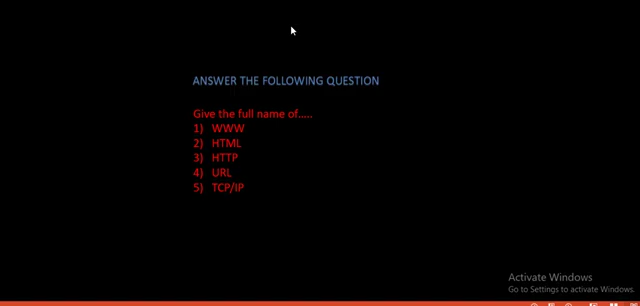 ANSWER THE FOLLOWING QUESTION
Give the full name of.....
1) WWW
2) HTML
3) HTTP
4) URL
5) TCP/IP
Activate Windows
Go to Settings to activate Windows.